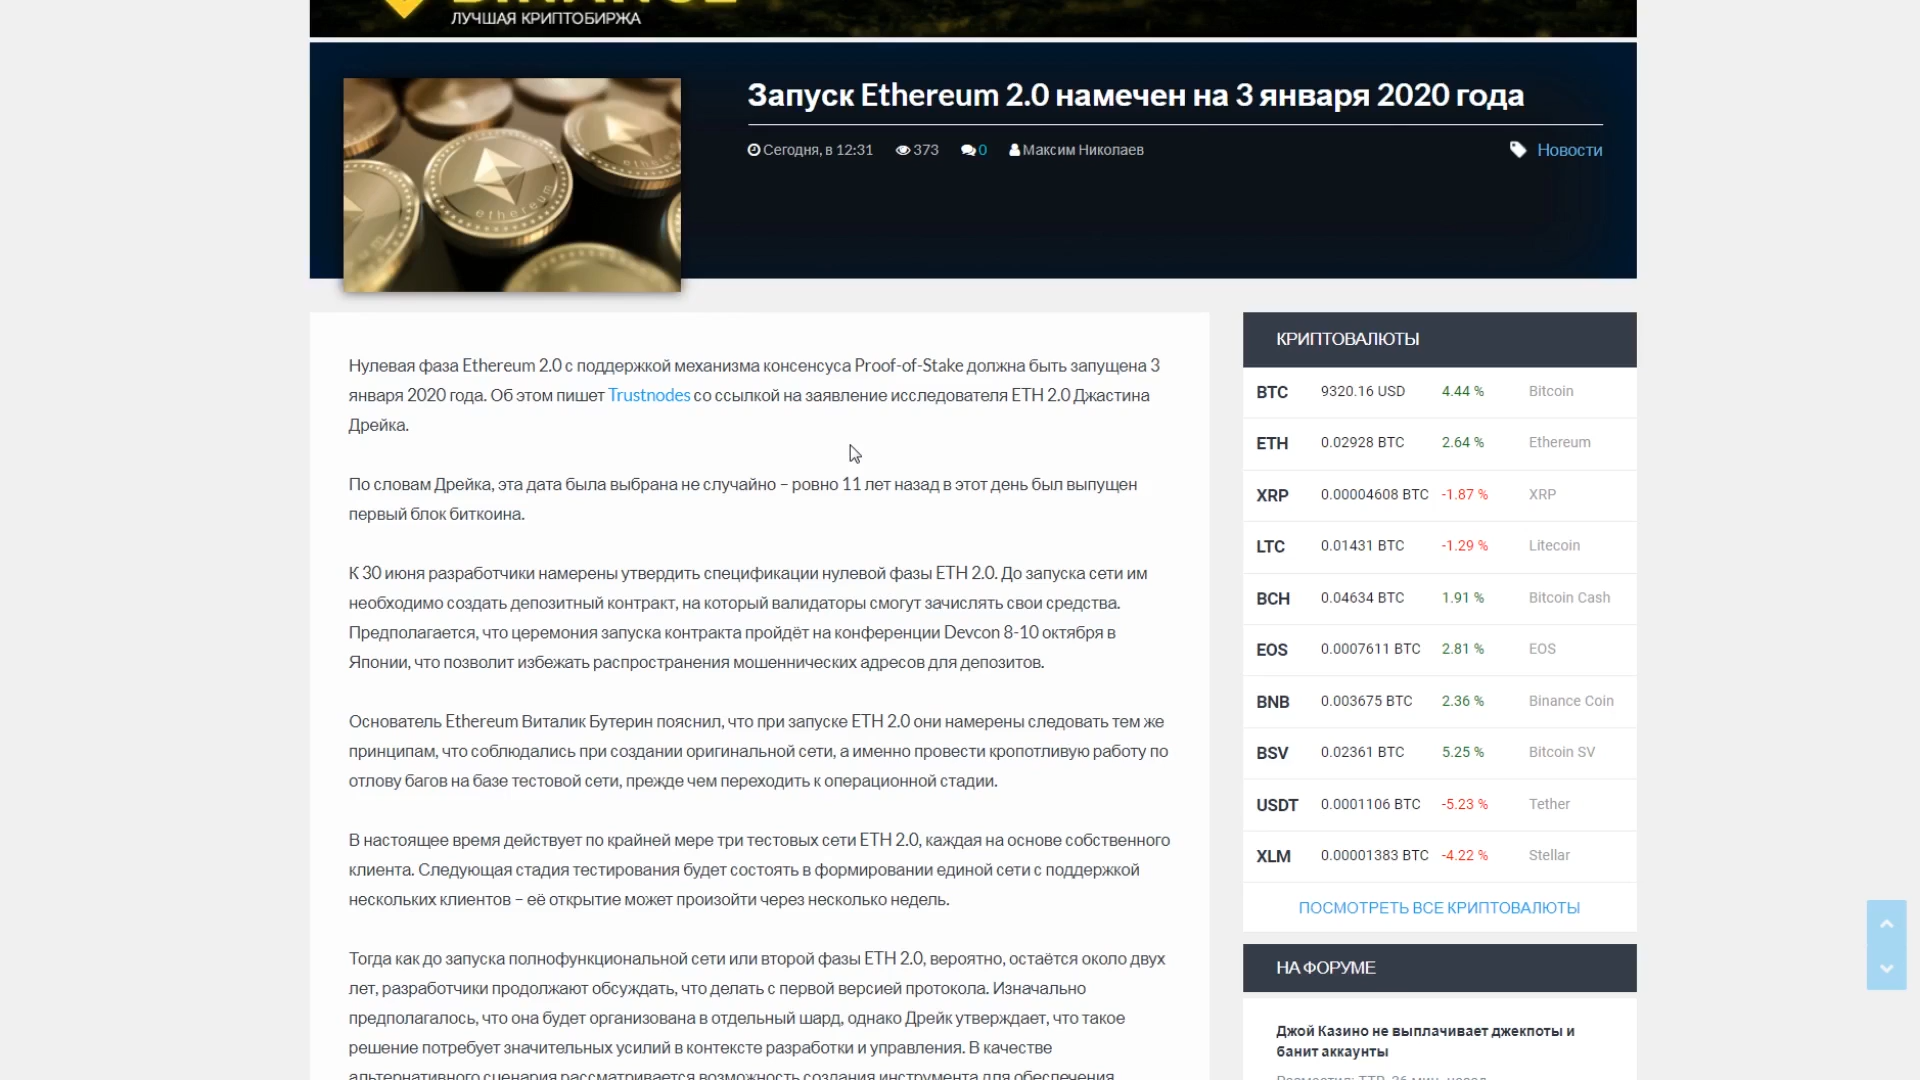 BINANCE
ЛУЧШАЯ КРИПТОБИРЖА
Запуск Ethereum 2.0 намечен на 3 января 2020 года
Сегодня, в 12:31 373 0 Максим Николаев Новости
ethereum
Нулевая фаза Ethereum 2.0 с поддержкой механизма консенсуса Proof-of-Stake должна быть запущена 3
января 2020 года. Об этом пишет Trustnodes со ссылкой на заявление исследователя ETH 2.0 Джастина
Дрейка.
По словам Дрейка, эта дата была выбрана не случайно – ровно 11 лет назад в этот день был выпущен
первый блок биткоина.
К 30 июня разработчики намерены утвердить спецификации нулевой фазы ETH 2.0. До запуска сети им
необходимо создать депозитный контракт, на который валидаторы смогут зачислять свои средства.
Предполагается, что церемония запуска контракта пройдёт на конференции Devcon 8-10 октября в
Японии, что позволит избежать распространения мошеннических адресов для депозитов.
Основатель Ethereum Виталик Бутерин пояснил, что при запуске ETH 2.0 они намерены следовать тем же
принципам, что соблюдались при создании оригинальной сети, а именно провести кропотливую работу по
отлову багов на базе тестовой сети, прежде чем переходить к операционной стадии.
В настоящее время действует по крайней мере три тестовых сети ETH 2.0, каждая на основе собственного
клиента. Следующая стадия тестирования будет состоять в формировании единой сети с поддержкой
нескольких клиентов – её открытие может произойти через несколько недель.
Тогда как до запуска полнофункциональной сети или второй фазы ETH 2.0, вероятно, остаётся около двух
лет, разработчики продолжают обсуждать, что делать с первой версией протокола. Изначально
предполагалось, что она будет организована в отдельный шард, однако Дрейк утверждает, что такое
решение потребует значительных усилий в контексте разработки и управления. В качестве
альтернативного сценария рассматривается возможность создания инструмента для обеспечения
КРИПТОВАЛЮТЫ
BTC 9320.16 USD 4.44 % Bitcoin
ETH 0.02928 BTC 2.64 % Ethereum
XRP 0.00004608 BTC -1.87 % XRP
LTC 0.01431 BTC -1.29 % Litecoin
BCH 0.04634 BTC 1.91 % Bitcoin Cash
EOS 0.0007611 BTC 2.81 % EOS
BNB 0.003675 BTC 2.36 % Binance Coin
BSV 0.02361 BTC 5.25 % Bitcoin SV
USDT 0.0001106 BTC -5.23 % Tether
XLM 0.00001383 BTC -4.22 % Stellar
ПОСМОТРЕТЬ ВСЕ КРИПТОВАЛЮТЫ
НА ФОРУМЕ
Джой Казино не выплачивает джекпоты и
банит аккаунты